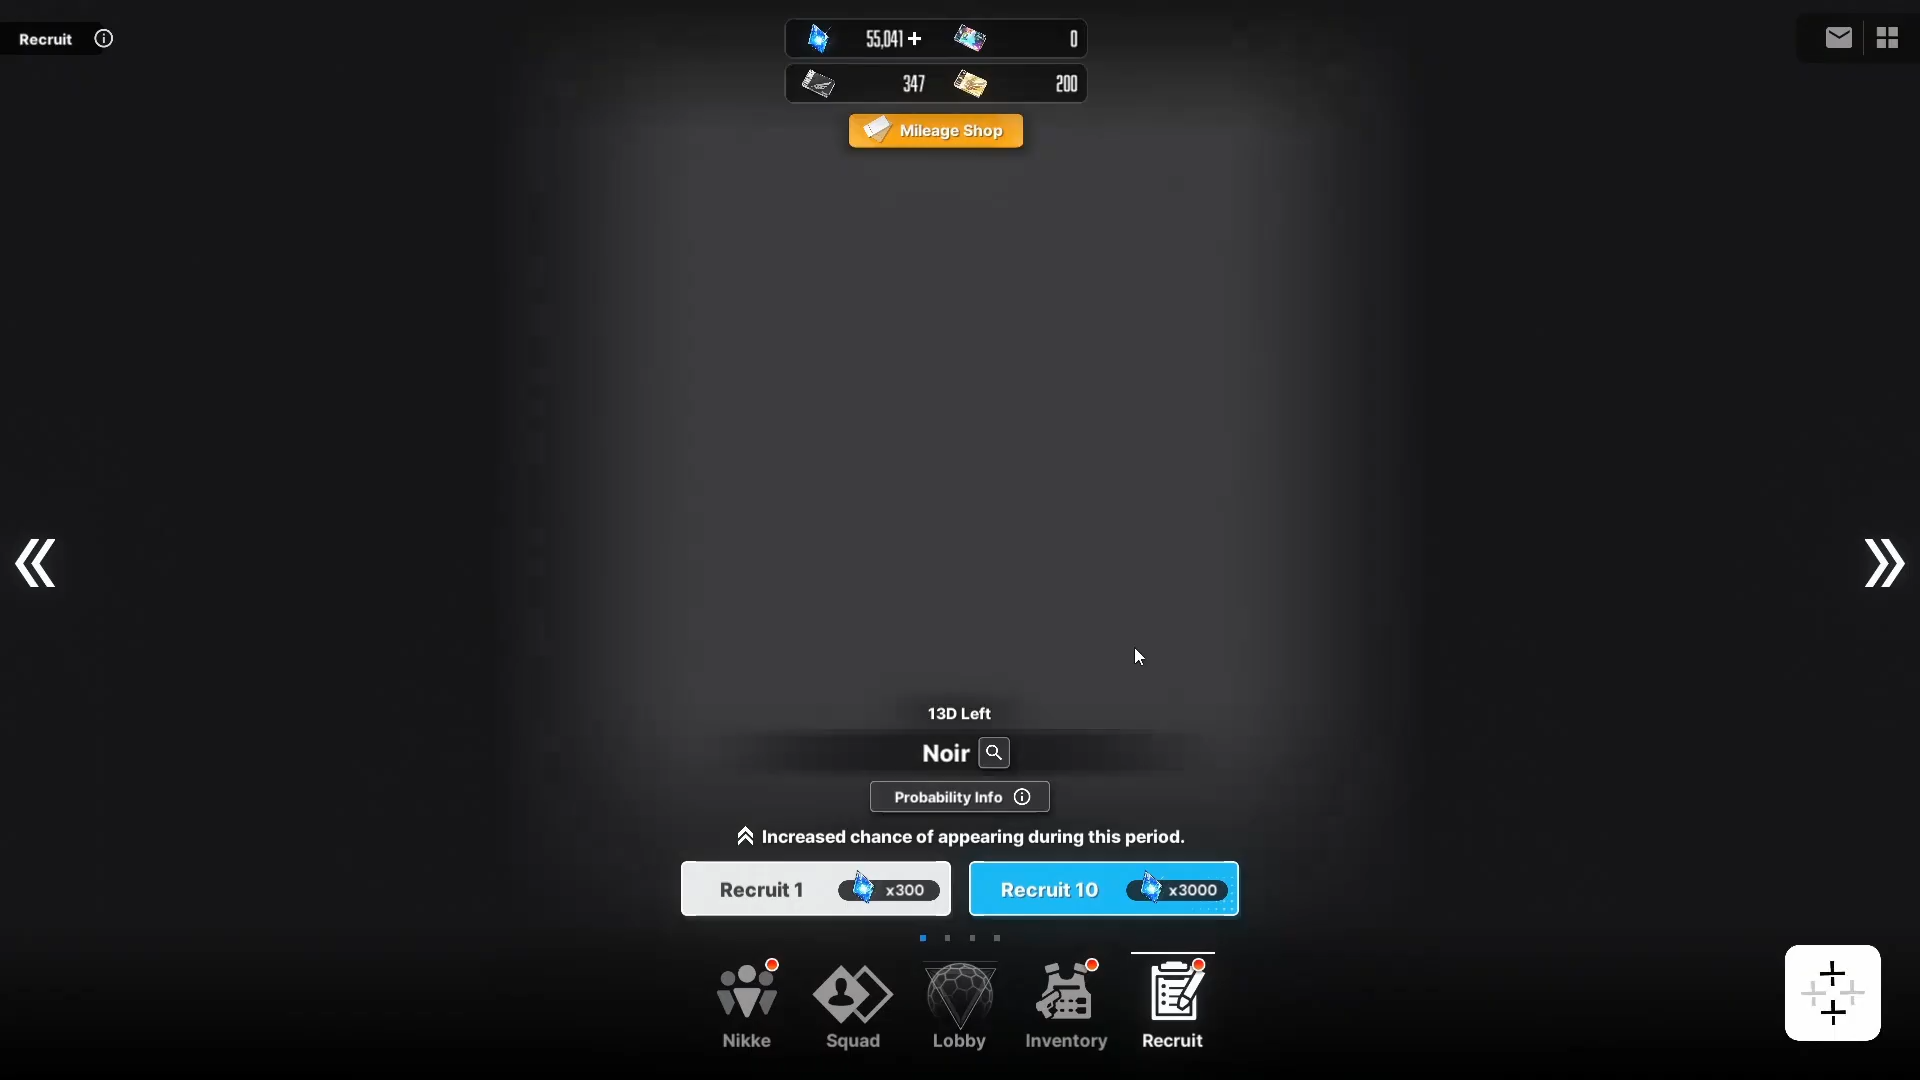 Recruit
55,041 0
347 200
Mileage Shop
13D Left
Noir
Probability Info
Increased chance of appearing during this period.
Recruit 1 x300
Recruit 10 x3000
Nikke
Squad
Lobby
Inventory
Recruit